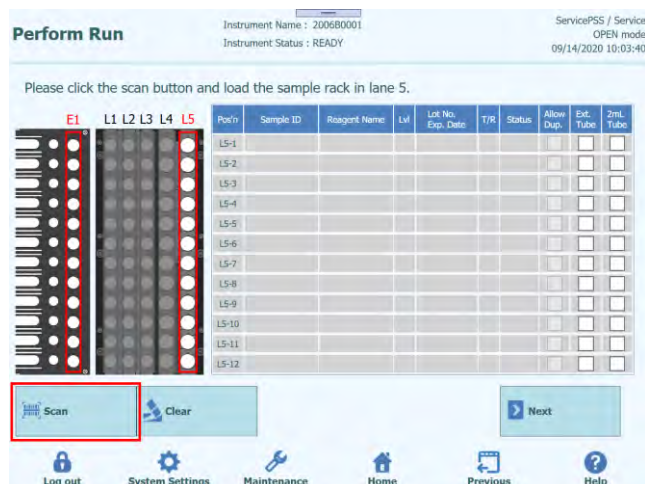 Perform Run
Instrument Name : 2006B0001
Instrument Status : READY
ServicePSS / Service
OPEN mode
09/14/2020 10:03:40
Please click the scan button and load the sample rack in lane 5.
E1 L1 L2 L3 L4 L5
Pos'n Sample ID Reagent Name Lvl Lot No. Exp. Date T/R Status Allow Dup. Ext. Tube 2mL Tube
L5-1
L5-2
L5-3
L5-4
L5-5
L5-6
L5-7
L5-8
L5-9
L5-10
L5-11
L5-12
Scan Clear Next
Log out System Settings Maintenance Home Previous Help